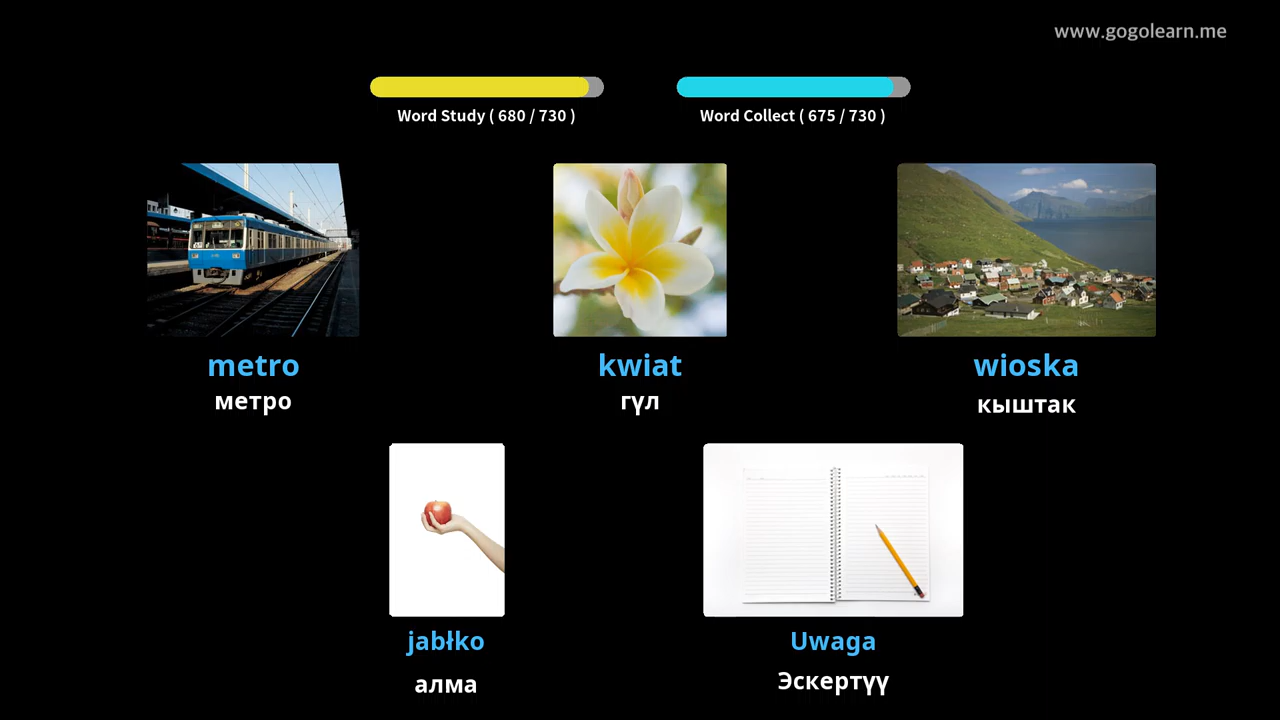 www.gogolearn.me
Word Study ( 680 / 730 )
Word Collect ( 675 / 730 )
metro
метро
kwiat
гүл
wioska
кыштак
jabłko
алма
Uwaga
Эскертүү